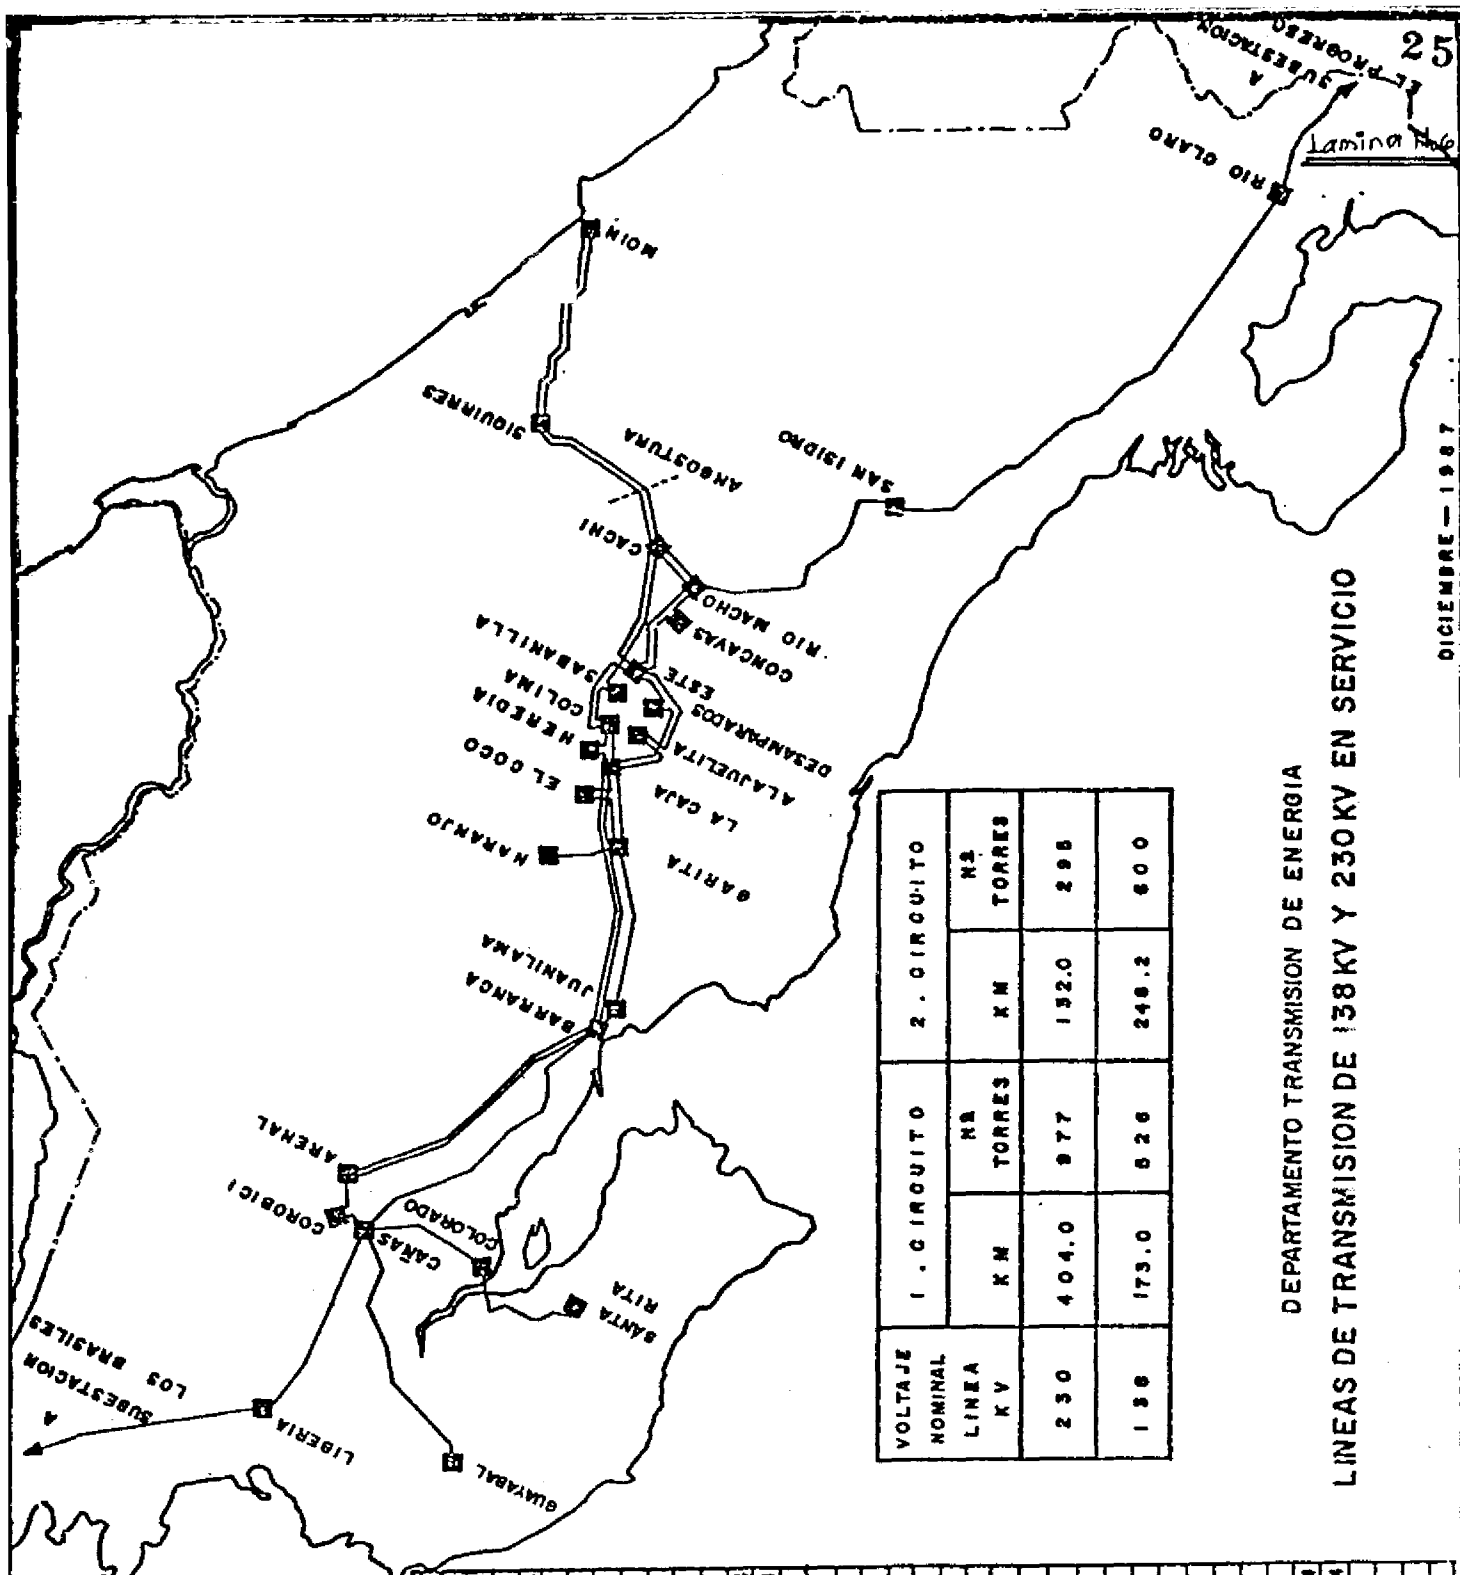 25
Lamina No6
A
SUBESTACION
EL PROGRESO
RIO CLARO
MOIN
SIQUIRRES
ANGOSTURA
SAN ISIDRO
CACHI
RIO MACHO
CONCAVAS
ESTE
SABANILLA
COLIMA
HEREDIA
EL COCO
DESAMPARADOS
ALAJUELITA
LA CAJA
NARANJO
GARITA
JUANILAMA
BARRANCA
ARENAL
COROBICI
CAÑAS
COLORADO
SANTA
RITA
A
SUBESTACION
LOS BRASILES
LIBERIA
GUAYABAL
VOLTAJE NOMINAL LINEA KV
1. CIRCUITO 2. CIRCUITO
KM Nº TORRES KM Nº TORRES
230 404.0 977 132.0 295
138 173.0 526 248.2 600
DEPARTAMENTO TRANSMISION DE ENERGIA
LINEAS DE TRANSMISION DE 138KV Y 230KV EN SERVICIO
DICIEMBRE — 1987